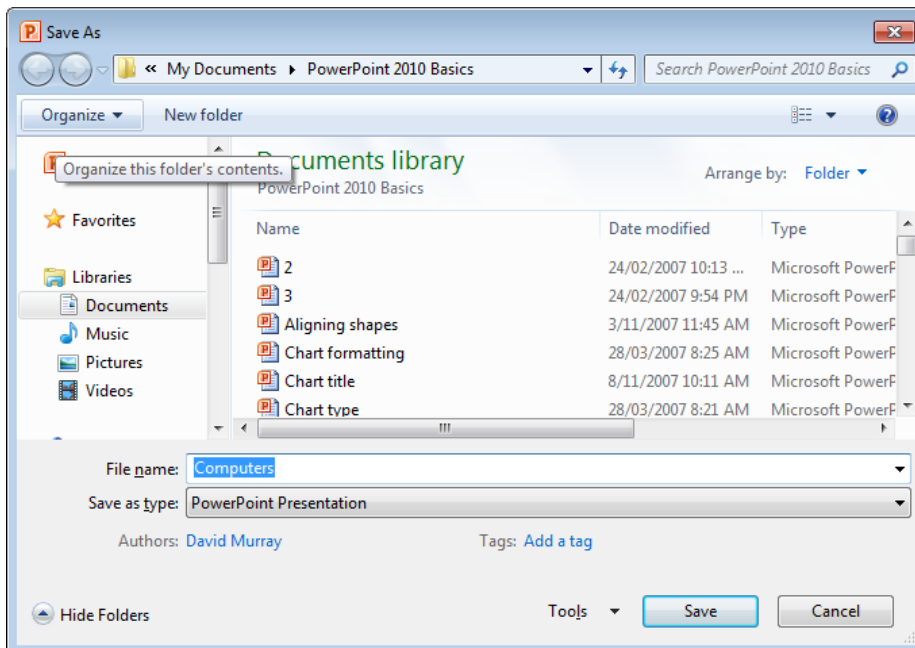 Save As
« My Documents ▸ PowerPoint 2010 Basics
Search PowerPoint 2010 Basics
Organize
New folder
Organize this folder's contents.
Documents library
PowerPoint 2010 Basics
Arrange by: Folder
Favorites
Libraries
Documents
Music
Pictures
Videos
Name Date modified Type
2 24/02/2007 10:13 ... Microsoft PowerP
3 24/02/2007 9:54 PM Microsoft PowerP
Aligning shapes 3/11/2007 11:45 AM Microsoft PowerP
Chart formatting 28/03/2007 8:25 AM Microsoft PowerP
Chart title 8/11/2007 10:11 AM Microsoft PowerP
Chart type 28/03/2007 8:21 AM Microsoft PowerP
File name: Computers
Save as type: PowerPoint Presentation
Authors: David Murray Tags: Add a tag
Hide Folders
Tools
Save
Cancel